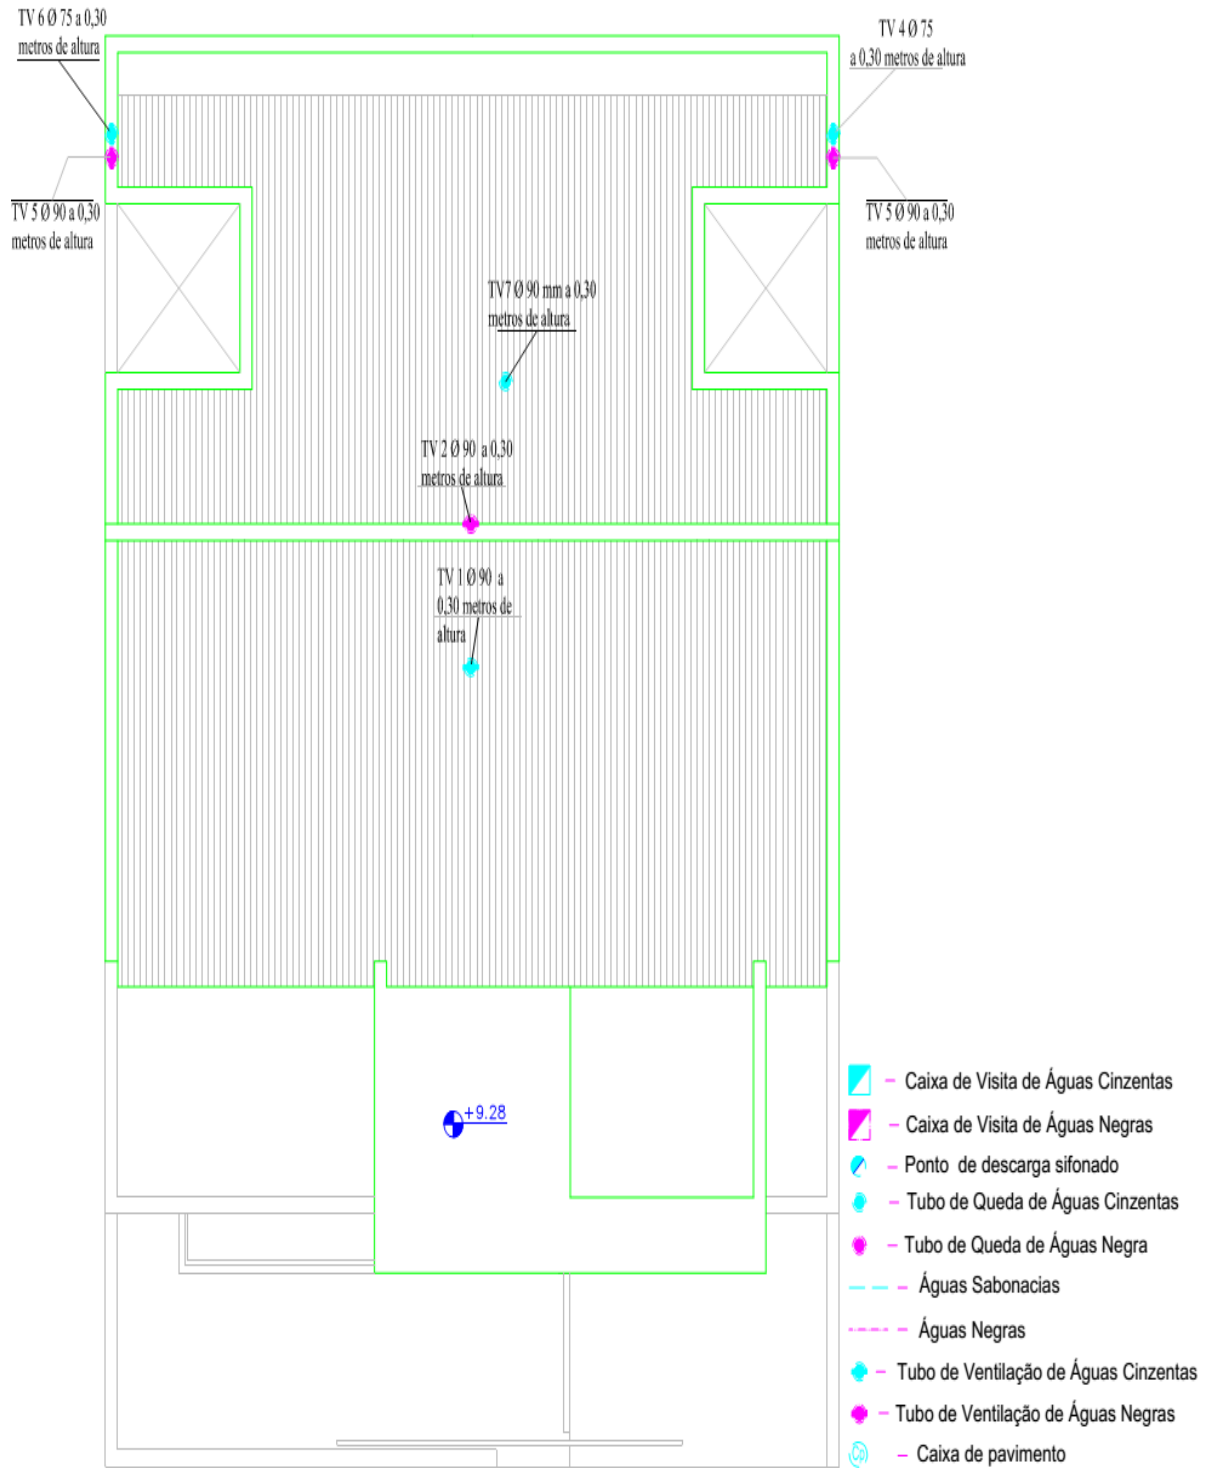 TV 6 Ø 75 a 0,30
metros de altura
TV 4 Ø 75
a 0,30 metros de altura
TV 5 Ø 90 a 0,30
metros de altura
TV 5 Ø 90 a 0,30
metros de altura
TV7 Ø 90 mm a 0,30
metros de altura
TV 2 Ø 90 a 0,30
metros de altura
TV 1 Ø 90 a
0,30 metros de
altura
+9.28
– Caixa de Visita de Águas Cinzentas
– Caixa de Visita de Águas Negras
– Ponto de descarga sifonado
– Tubo de Queda de Águas Cinzentas
– Tubo de Queda de Águas Negra
– Águas Sabonacias
– Águas Negras
– Tubo de Ventilação de Águas Cinzentas
– Tubo de Ventilação de Águas Negras
Cp – Caixa de pavimento